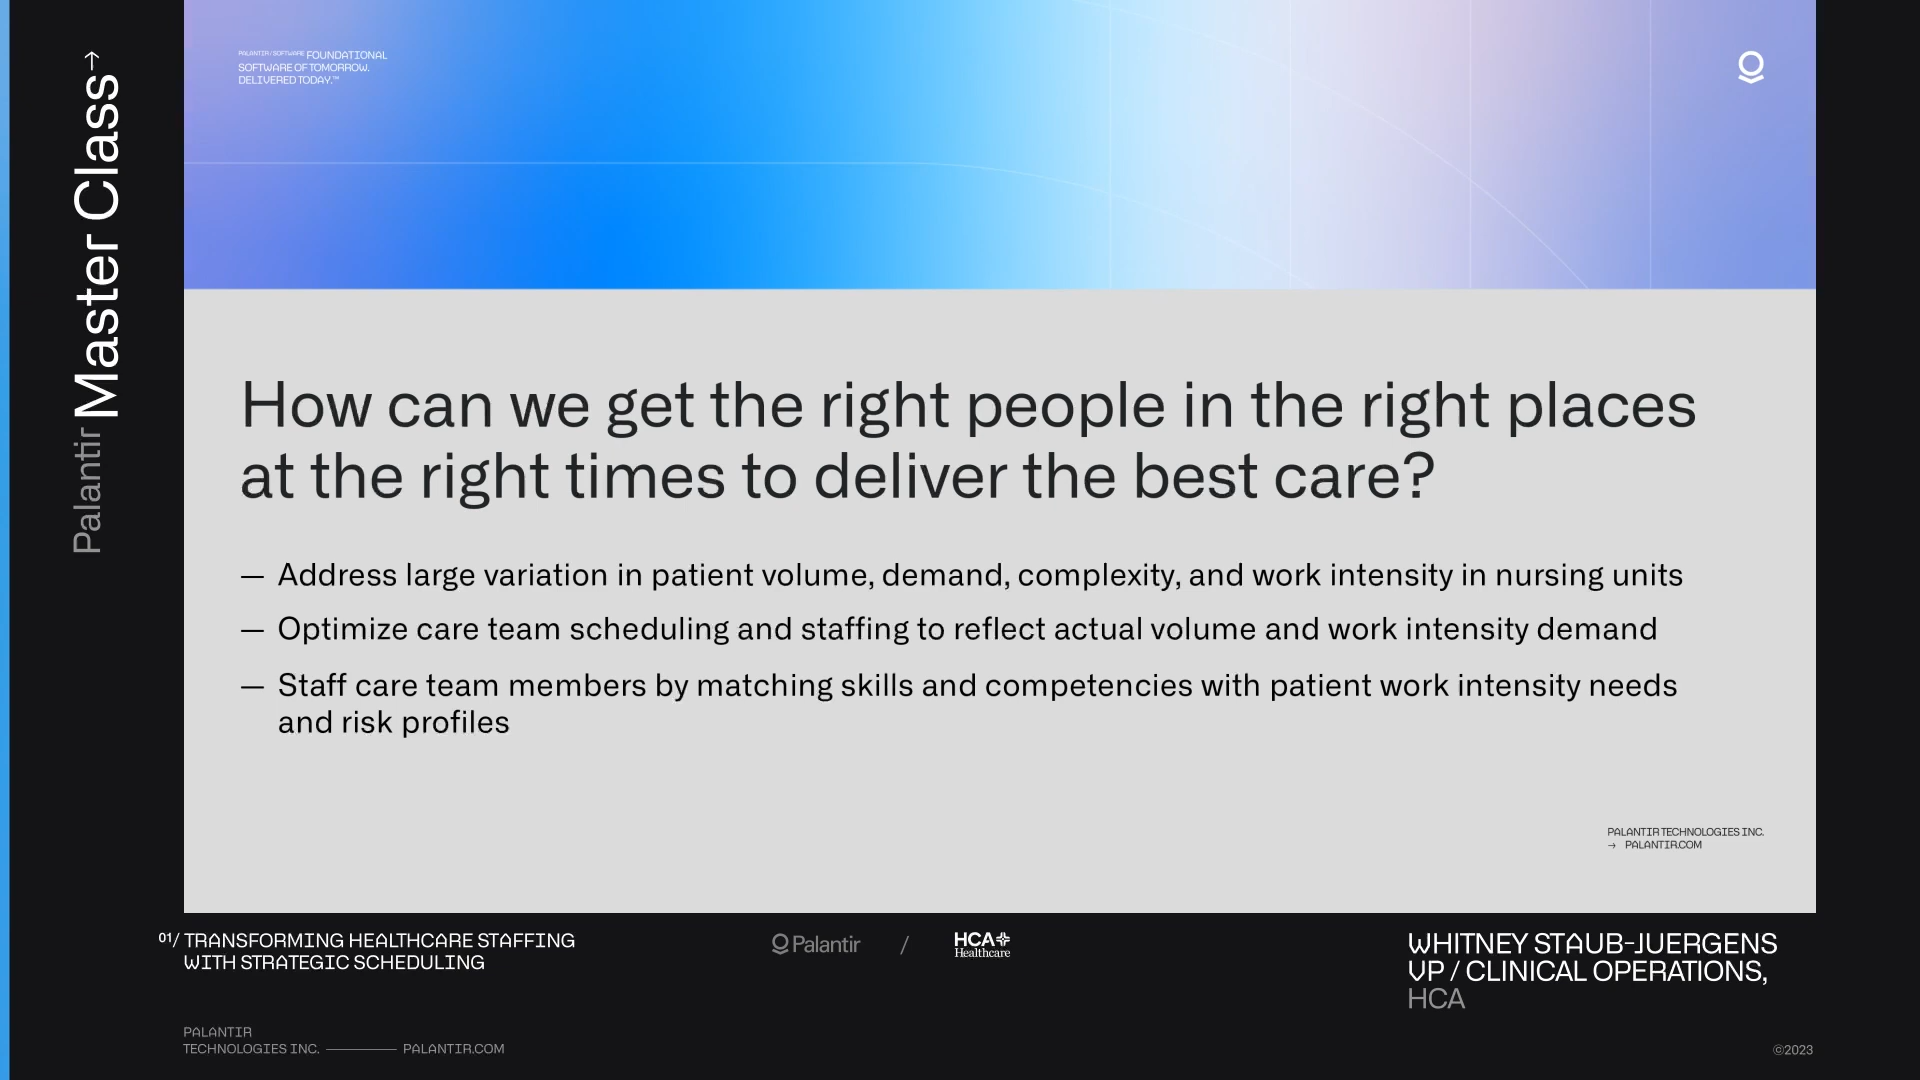 Palantir Master Class→
PALANTIR / SOFTWARE FOUNDATIONAL
SOFTWARE OF TOMORROW.
DELIVERED TODAY.™
How can we get the right people in the right places
at the right times to deliver the best care?
— Address large variation in patient volume, demand, complexity, and work intensity in nursing units
— Optimize care team scheduling and staffing to reflect actual volume and work intensity demand
— Staff care team members by matching skills and competencies with patient work intensity needs
and risk profiles
PALANTIR TECHNOLOGIES INC.
→ PALANTIR.COM
01/ TRANSFORMING HEALTHCARE STAFFING
WITH STRATEGIC SCHEDULING
Palantir / HCA
Healthcare
WHITNEY STAUB-JUERGENS
VP / CLINICAL OPERATIONS,
HCA
PALANTIR
TECHNOLOGIES INC. ——— PALANTIR.COM
©2023